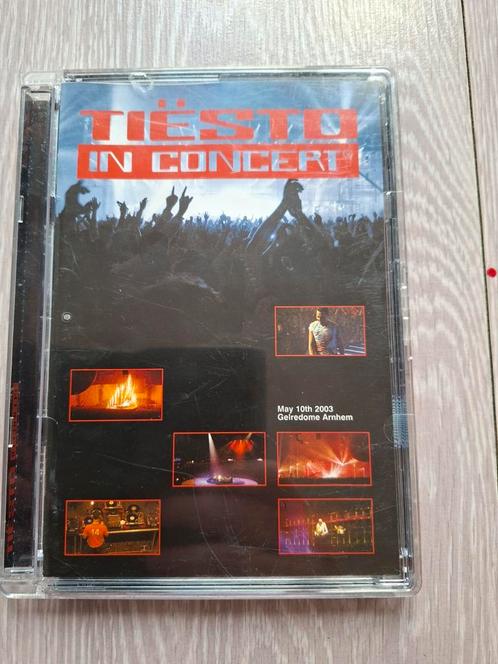 TIËSTO
IN CONCERT
May 10th 2003
Gelredome Arnhem